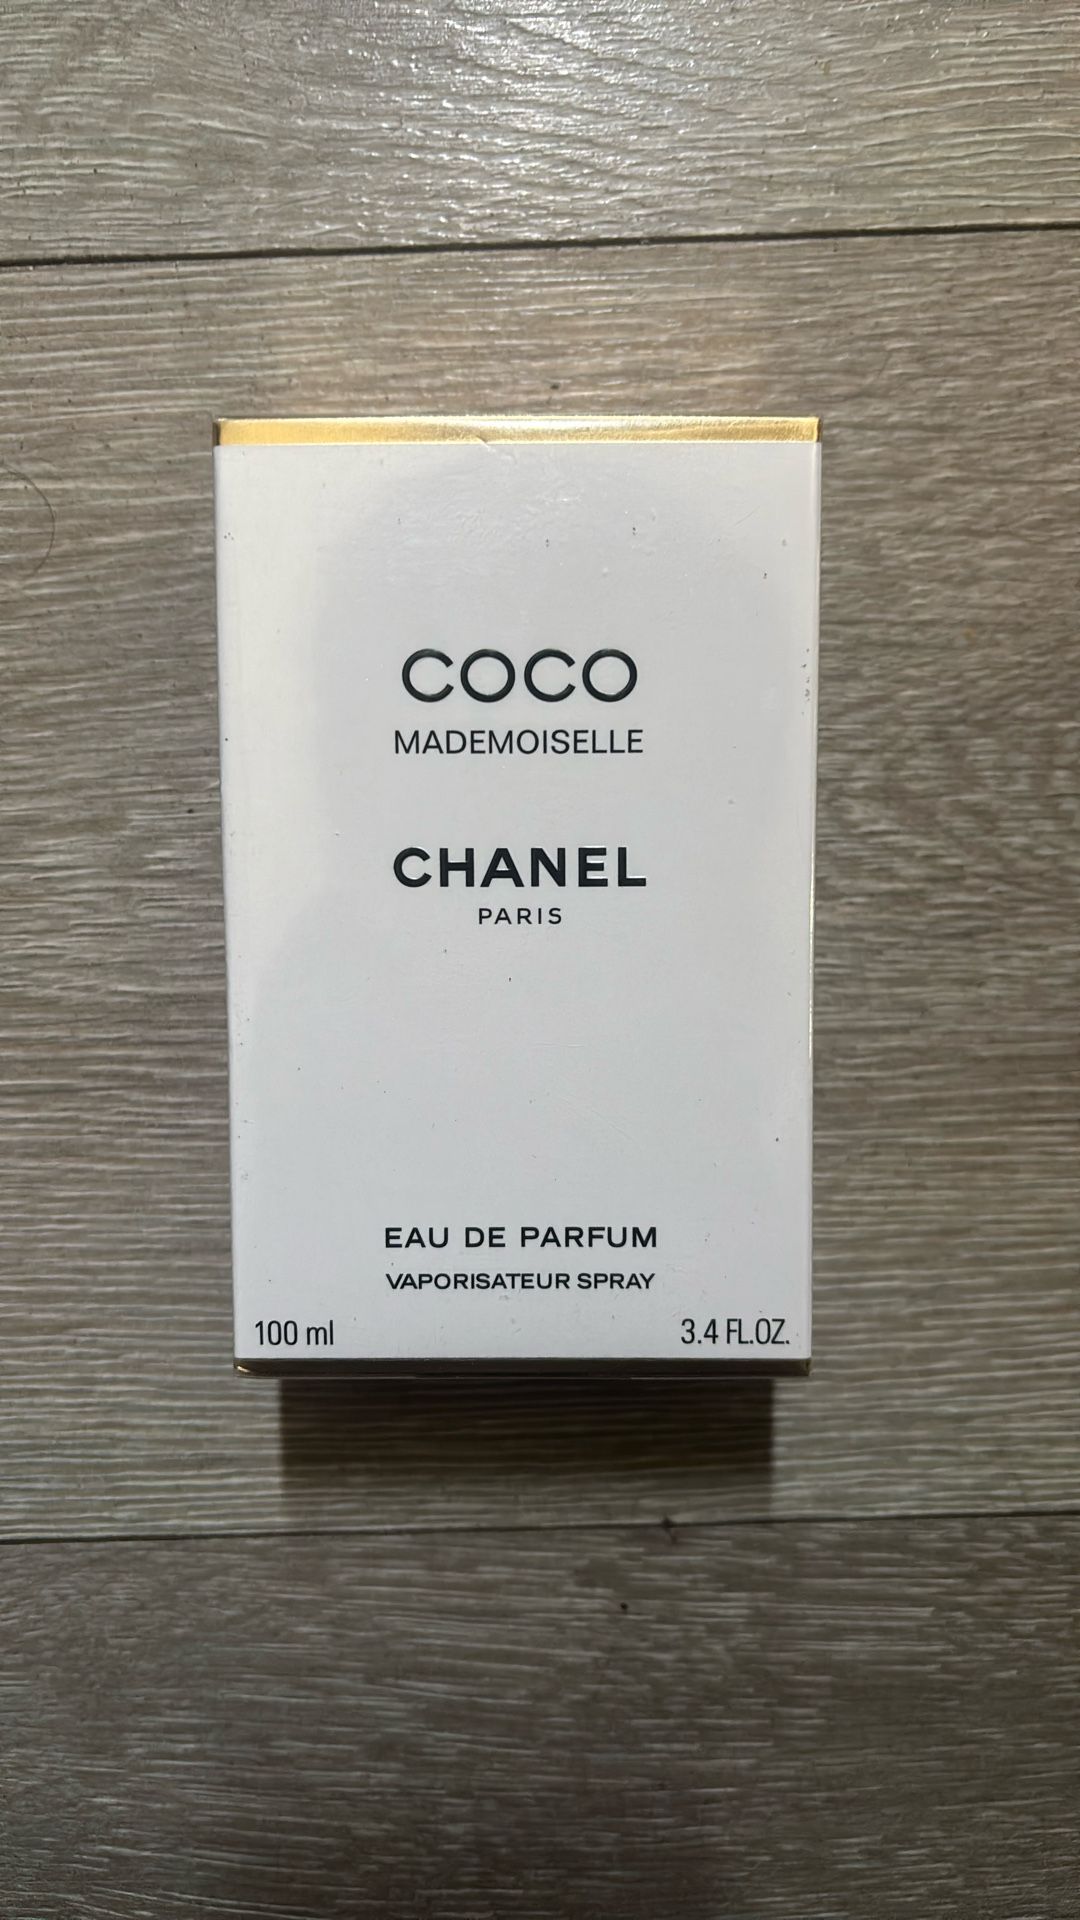 COCO
MADEMOISELLE
CHANEL
PARIS
EAU DE PARFUM
VAPORISATEUR SPRAY
100 ml 3.4 FL.OZ.